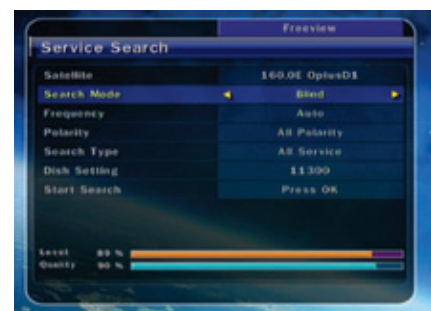 Freeview
Service Search
Satellite 160.0E OptusD1
Search Mode Blind
Frequency Auto
Polarity All Polarity
Search Type All Service
Dish Setting 11300
Start Search Press OK
Level 89 %
Quality 90 %